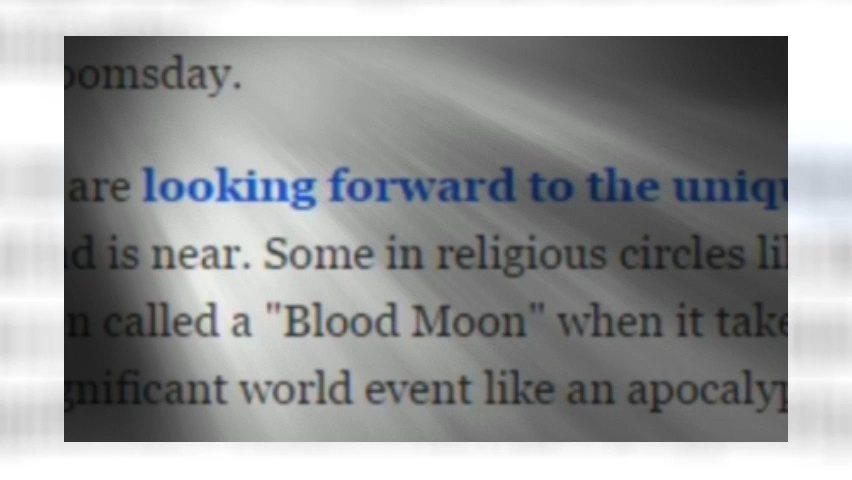 oomsday.
are looking forward to the uniqu
d is near. Some in religious circles li
n called a "Blood Moon" when it take
gnificant world event like an apocaly